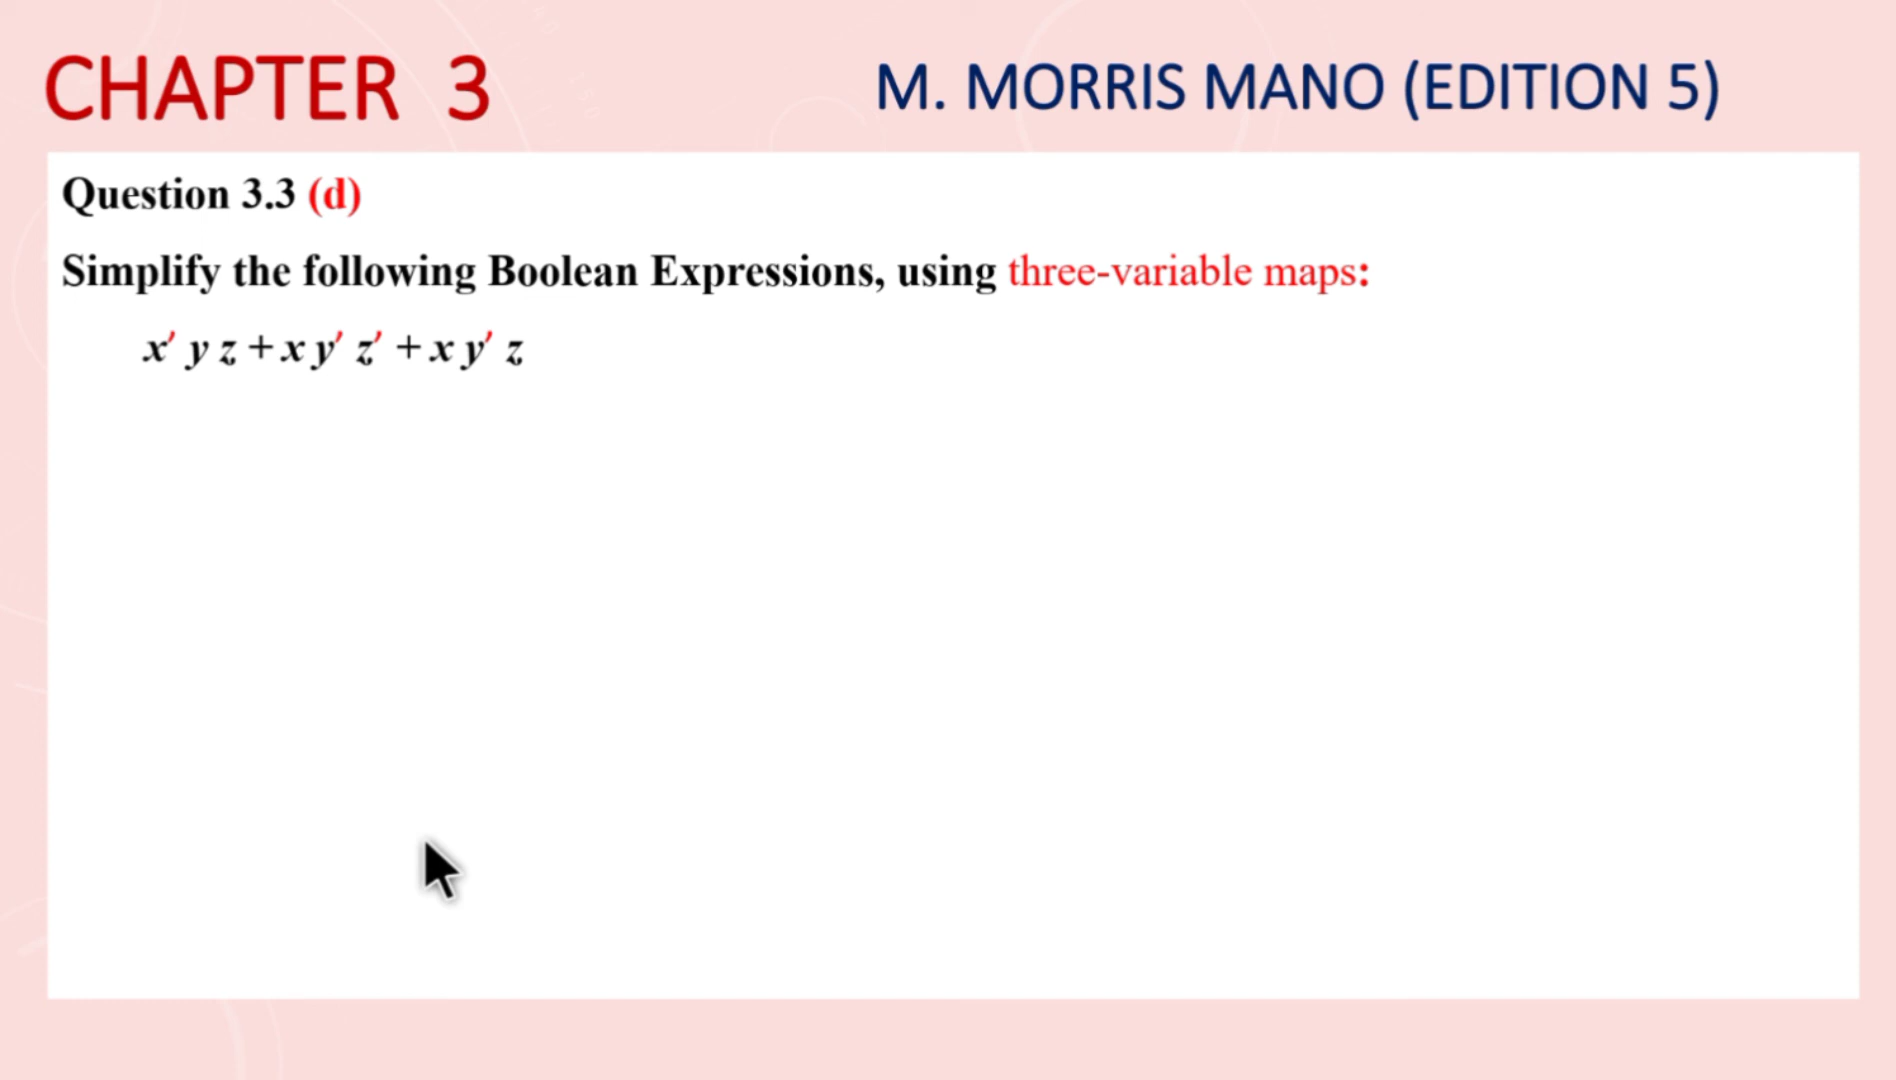 CHAPTER 3
M. MORRIS MANO (EDITION 5)
Question 3.3 (d)
Simplify the following Boolean Expressions, using three-variable maps:
x' y z + x y' z' + x y' z